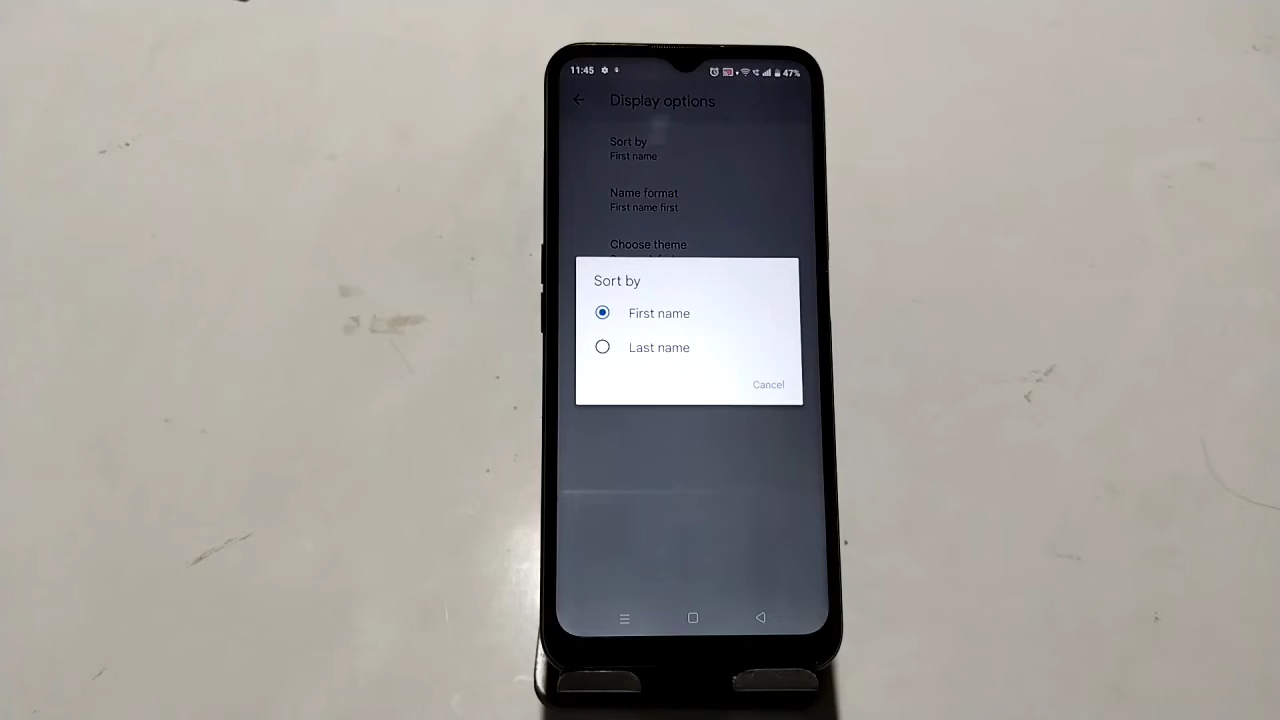 11:45 47%
Display options
Sort by
First name
Name format
First name first
Choose theme
Sort by
First name
Last name
Cancel